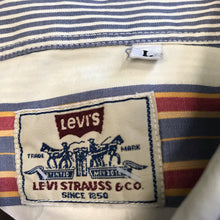 L
LEVI'S
TRADE MARK
LEVI STRAUSS & CO.
SINCE 1850